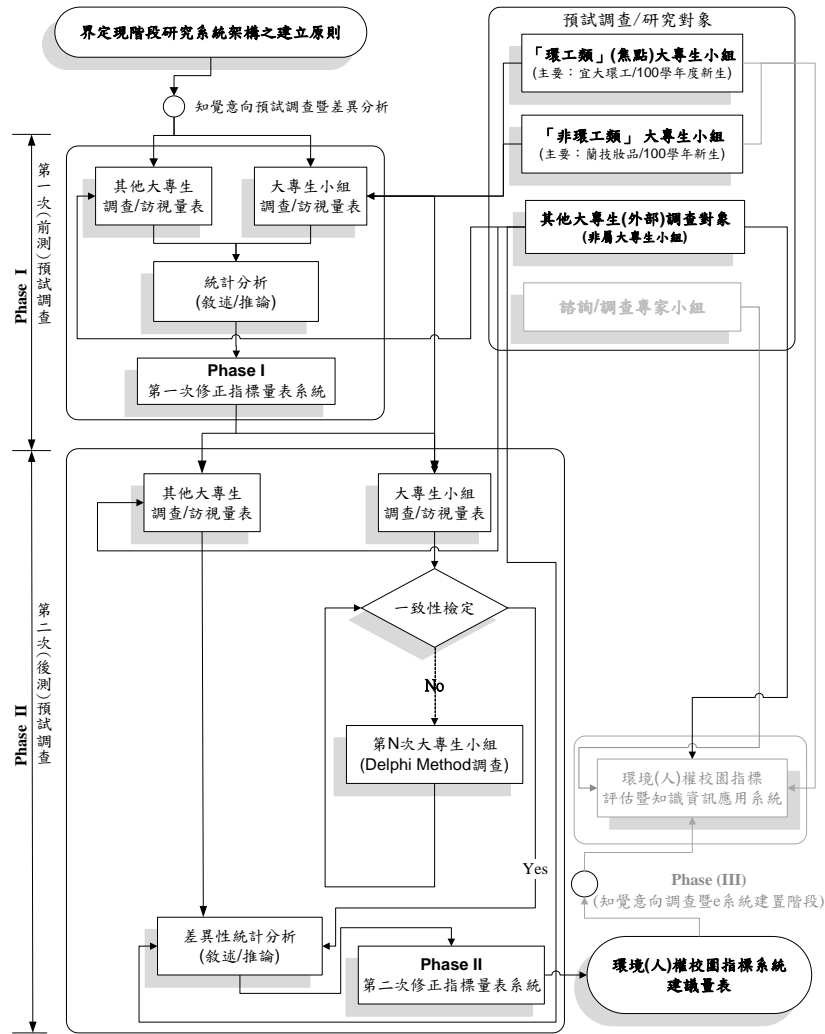 界定現階段研究系統架構之建立原則
知覺意向預試調查暨差異分析
預試調查/研究對象
「環工類」(焦點)大專生小組
(主要：宜大環工/100學年度新生)
「非環工類」大專生小組
(主要：蘭技妝品/100學年新生)
其他大專生(外部)調查對象
(非屬大專生小組)
諮詢/調查專家小組
Phase I
第一次(前測)預試調查
其他大專生
調查/訪視量表
大專生小組
調查/訪視量表
統計分析
(敘述/推論)
Phase I
第一次修正指標量表系統
Phase II
第二次(後測)預試調查
其他大專生
調查/訪視量表
大專生小組
調查/訪視量表
一致性檢定
No
第N次大專生小組
(Delphi Method調查)
Yes
差異性統計分析
(敘述/推論)
Phase II
第二次修正指標量表系統
環境(人)權校園指標
評估暨知識資訊應用系統
Phase (III)
(知覺意向調查暨e系統建置階段)
環境(人)權校園指標系統
建議量表